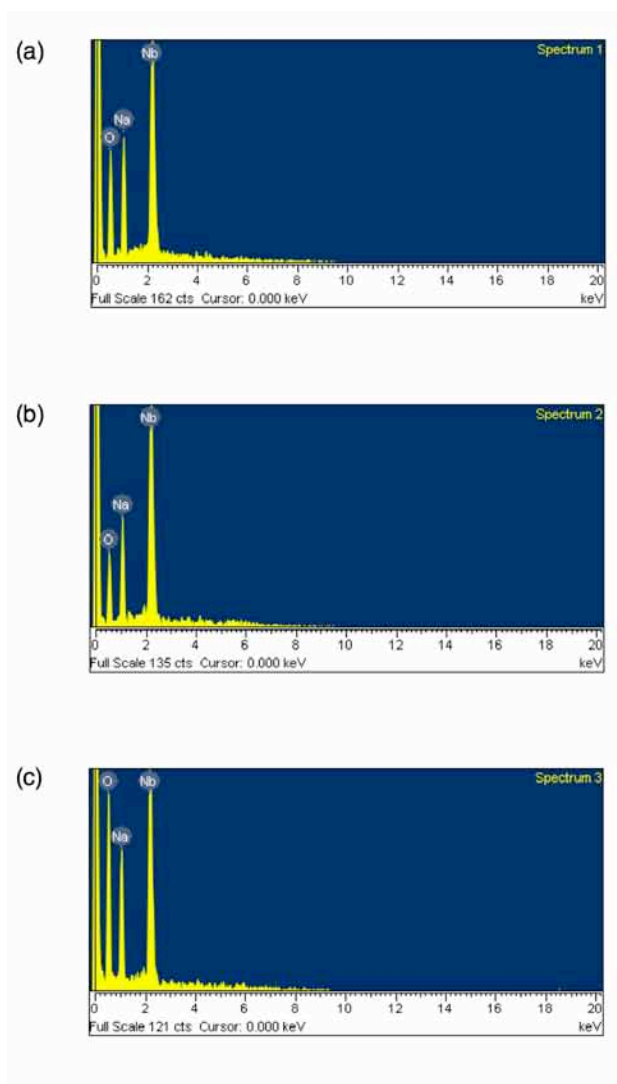 (a)
Spectrum 1
Nb
Na
O
0 2 4 6 8 10 12 14 16 18 20
Full Scale 162 cts Cursor: 0.000 keV keV
(b)
Spectrum 2
Nb
Na
O
0 2 4 6 8 10 12 14 16 18 20
Full Scale 135 cts Cursor: 0.000 keV keV
(c)
Spectrum 3
O Nb
Na
0 2 4 6 8 10 12 14 16 18 20
Full Scale 121 cts Cursor: 0.000 keV keV